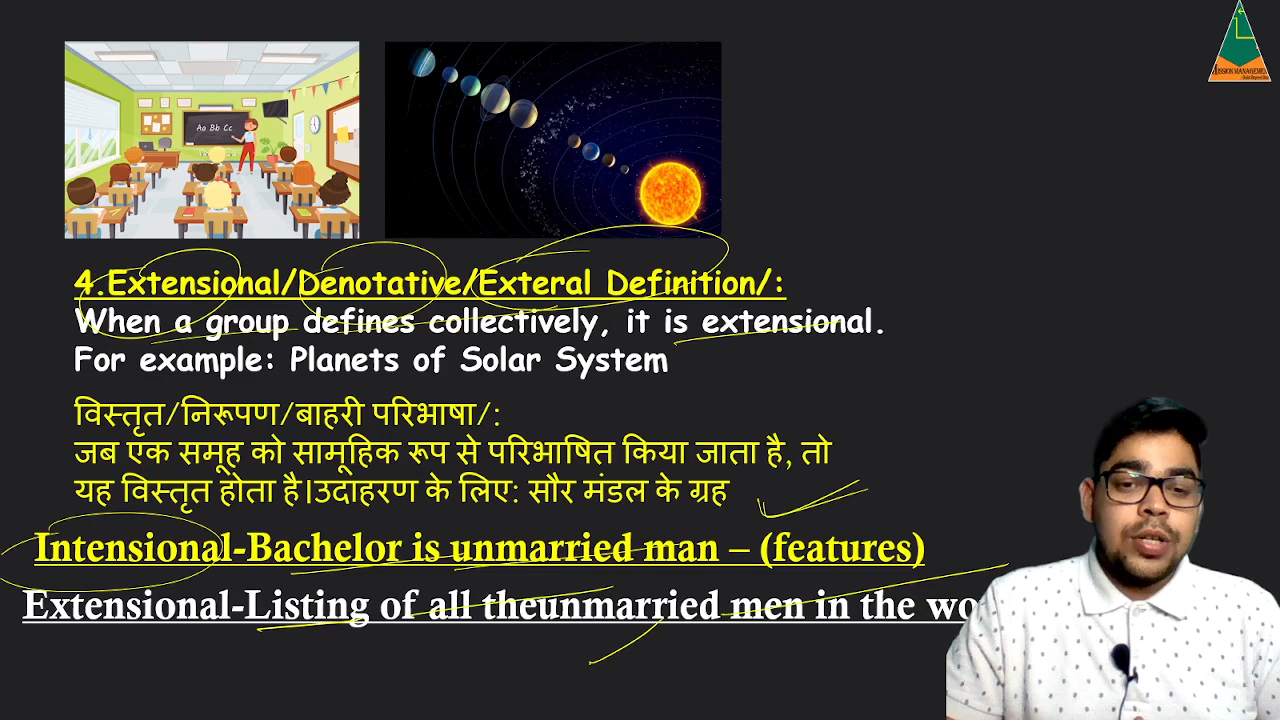 Aa Bb Cc
4.Extensional/Denotative/Exteral Definition/:
When a group defines collectively, it is extensional.
For example: Planets of Solar System
विस्तृत/निरूपण/बाहरी परिभाषा/:
जब एक समूह को सामूहिक रूप से परिभाषित किया जाता है, तो
यह विस्तृत होता है।उदाहरण के लिए: सौर मंडल के ग्रह
Intensional-Bachelor is unmarried man – (features)
Extensional-Listing of all theunmarried men in the